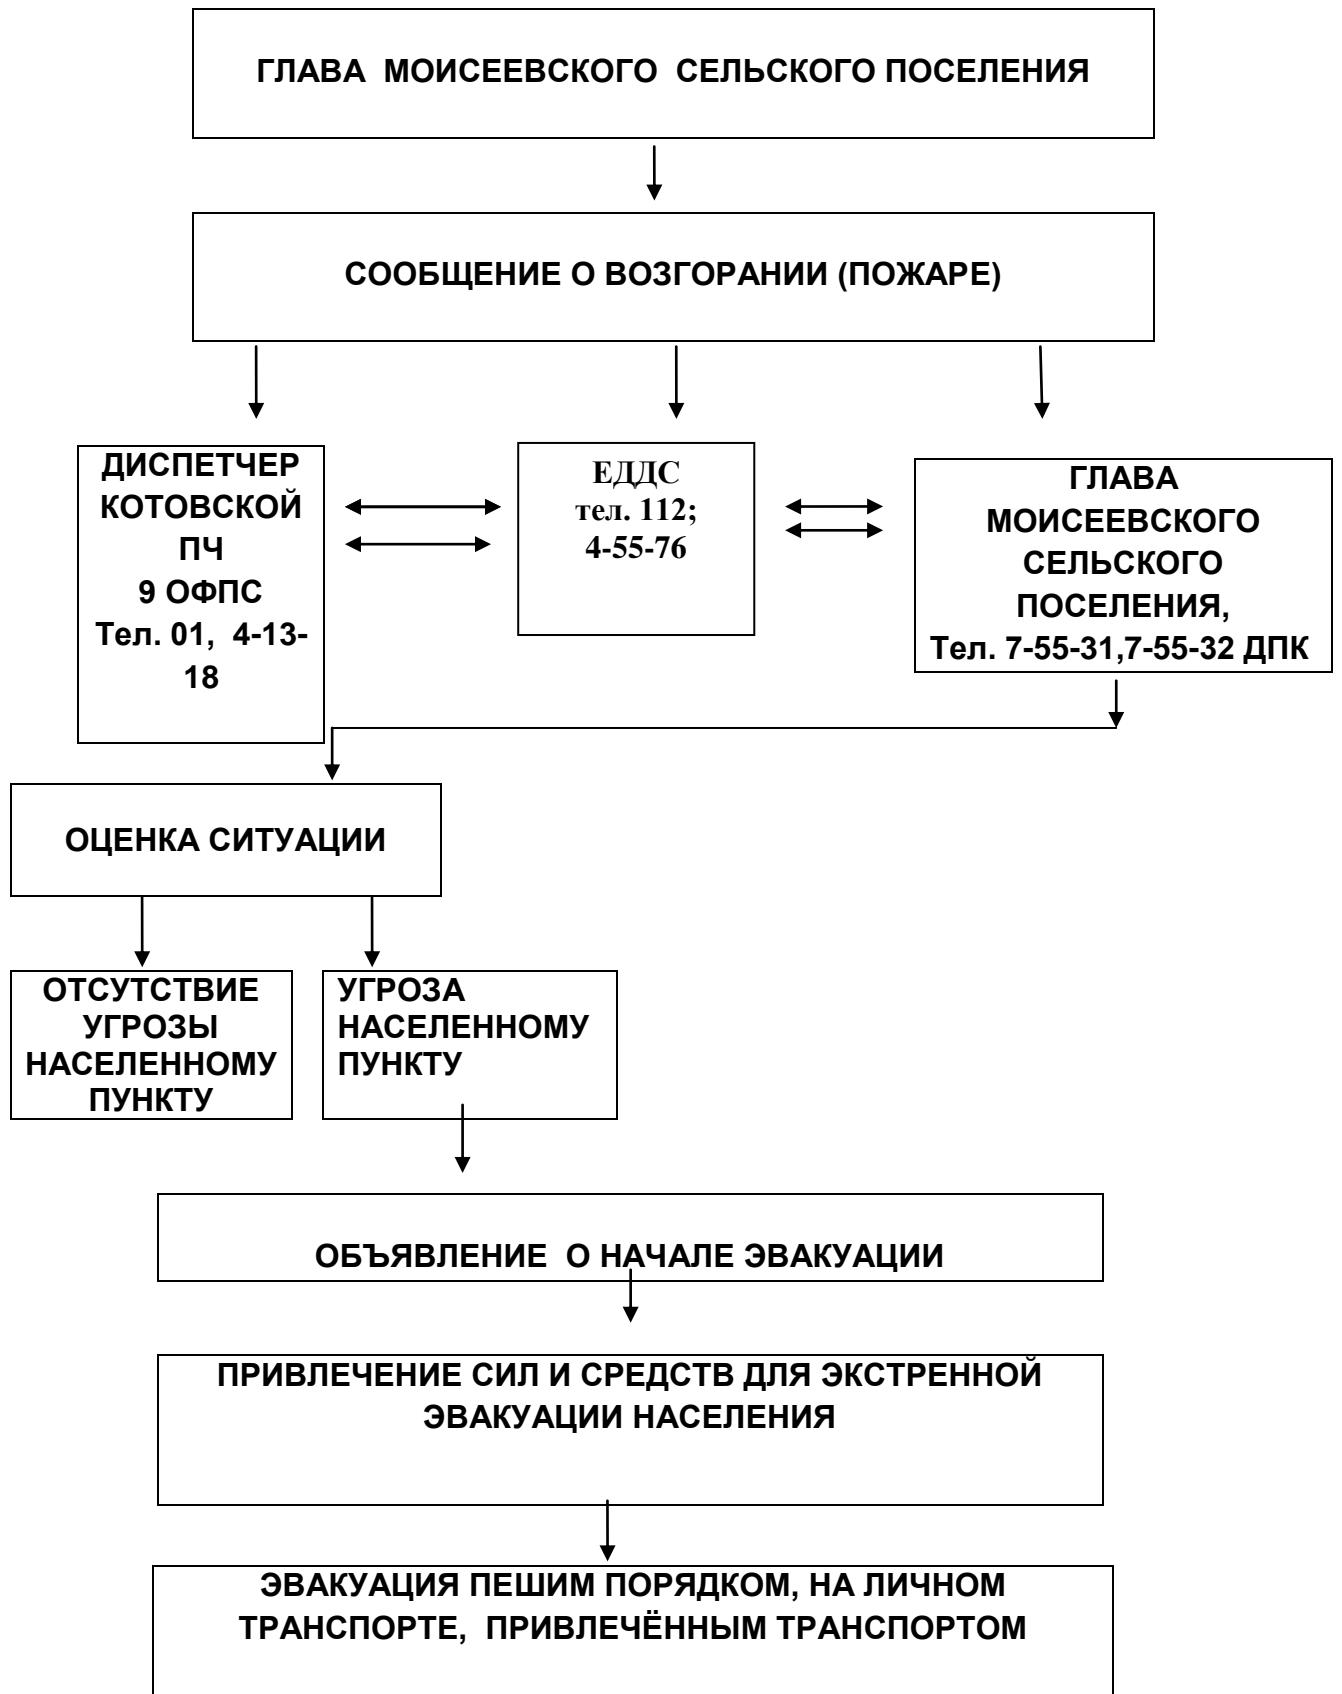 ГЛАВА МОИСЕЕВСКОГО СЕЛЬСКОГО ПОСЕЛЕНИЯ
СООБЩЕНИЕ О ВОЗГОРАНИИ (ПОЖАРЕ)
ДИСПЕТЧЕР
КОТОВСКОЙ
ПЧ
9 ОФПС
Тел. 01, 4-13-
18
ЕДДС
тел. 112;
4-55-76
ГЛАВА
МОИСЕЕВСКОГО
СЕЛЬСКОГО
ПОСЕЛЕНИЯ,
Тел. 7-55-31,7-55-32 ДПК
ОЦЕНКА СИТУАЦИИ
ОТСУТСТВИЕ
УГРОЗЫ
НАСЕЛЕННОМУ
ПУНКТУ
УГРОЗА
НАСЕЛЕННОМУ
ПУНКТУ
ОБЪЯВЛЕНИЕ О НАЧАЛЕ ЭВАКУАЦИИ
ПРИВЛЕЧЕНИЕ СИЛ И СРЕДСТВ ДЛЯ ЭКСТРЕННОЙ
ЭВАКУАЦИИ НАСЕЛЕНИЯ
ЭВАКУАЦИЯ ПЕШИМ ПОРЯДКОМ, НА ЛИЧНОМ
ТРАНСПОРТЕ, ПРИВЛЕЧЁННЫМ ТРАНСПОРТОМ